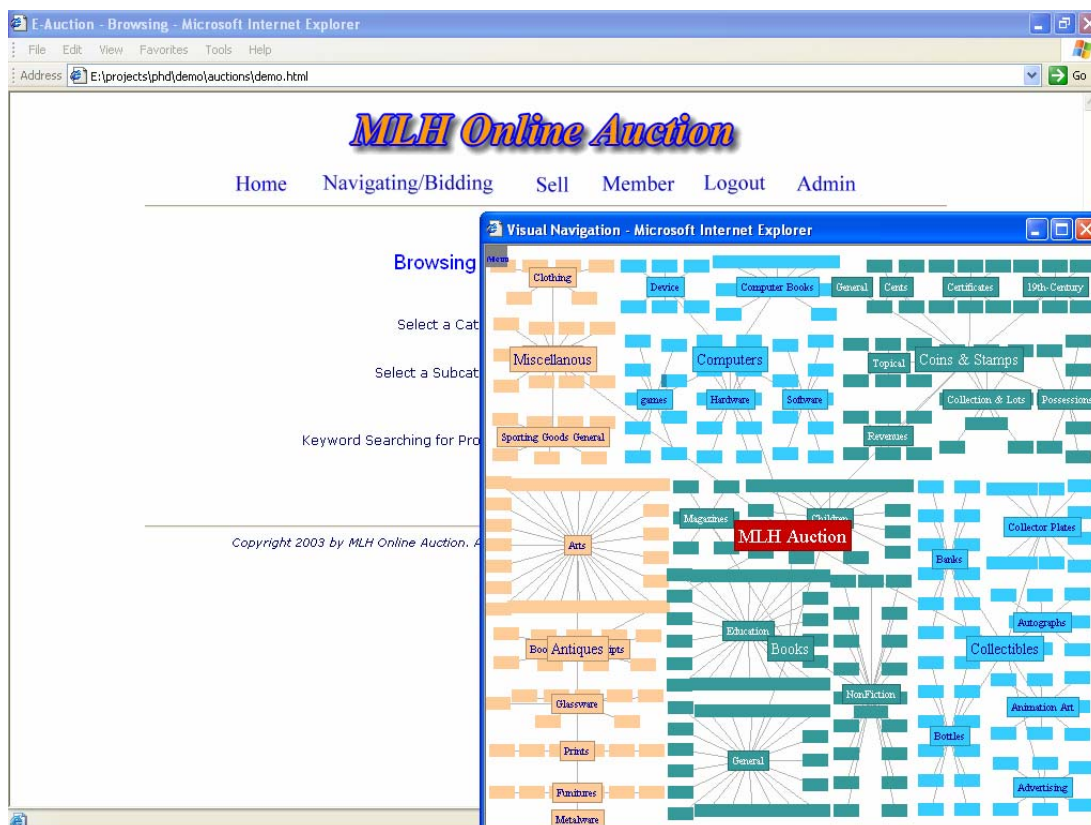 E-Auction - Browsing - Microsoft Internet Explorer
File Edit View Favorites Tools Help
Address E:\projects\phd\demo\auctions\demo.html Go
MLH Online Auction
Home Navigating/Bidding Sell Member Logout Admin
Browsing
Select a Cat
Select a Subcat
Keyword Searching for Pro
Copyright 2003 by MLH Online Auction. A
Visual Navigation - Microsoft Internet Explorer
Menu
Clothing Device Computer Books General Cents Certificates 19th-Century
Miscellanous Computers Topical Coins & Stamps
games Hardware Software Collection & Lots Possessions
Sporting Goods General Revenues
Magazines Children Collector Plates
Arts MLH Auction
Banks
Education Autographs
Boo Antiques ipts Books Collectibles
Glassware NonFiction Animation Art
Bottles
Prints General
Furnitures Advertising
Metalware